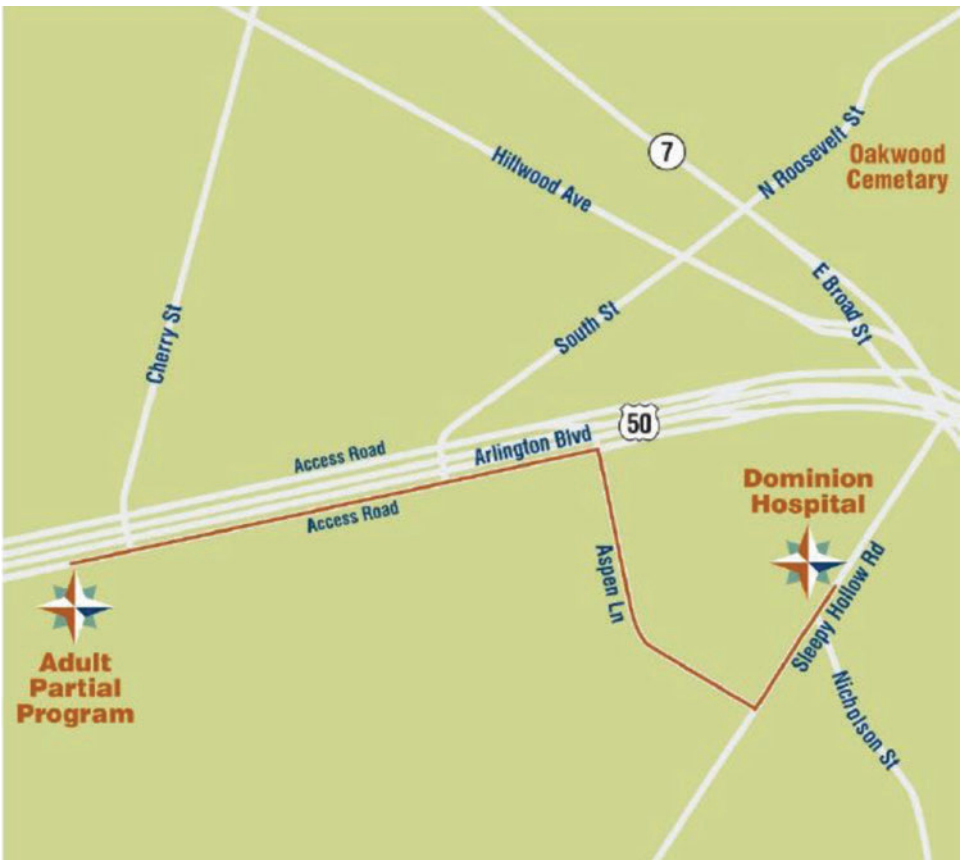 7
N Roosevelt St
Oakwood
Cemetary
Hillwood Ave
E Broad St
South St
Cherry St
50
Arlington Blvd
Access Road
Access Road
Dominion
Hospital
Aspen Ln
Sleepy Hollow Rd
Adult
Partial
Program
Nicholson St